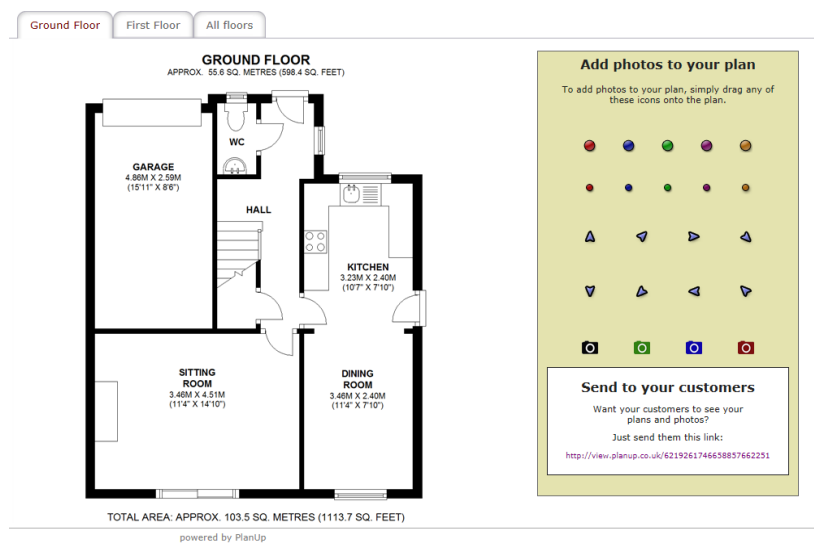 Ground Floor
First Floor
All floors
GROUND FLOOR
APPROX. 55.6 SQ. METRES (598.4 SQ. FEET)
WC
GARAGE
4.86M X 2.59M
(15'11" X 8'6")
HALL
KITCHEN
3.23M X 2.40M
(10'7" X 7'10")
SITTING
ROOM
3.46M X 4.51M
(11'4" X 14'10")
DINING
ROOM
3.46M X 2.40M
(11'4" X 7'10")
TOTAL AREA: APPROX. 103.5 SQ. METRES (1113.7 SQ. FEET)
Add photos to your plan
To add photos to your plan, simply drag any of
these icons onto the plan.
Send to your customers
Want your customers to see your
plans and photos?
Just send them this link:
http://view.planup.co.uk/6219261746658857662251
powered by PlanUp